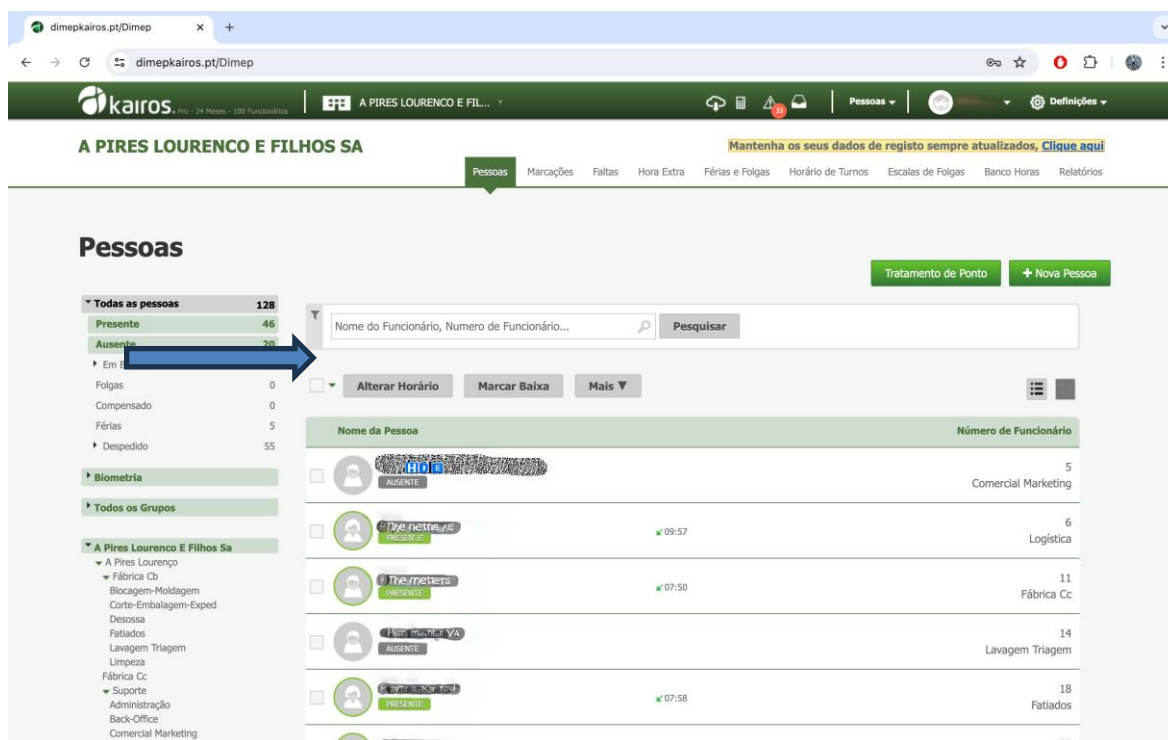 dimepkairos.pt/Dimep
dimepkairos.pt/Dimep
kairos. Pro - 24 Meses - 100 Funcionários
A PIRES LOURENCO E FIL...
33
Pessoas
Definições
A PIRES LOURENCO E FILHOS SA
Mantenha os seus dados de registo sempre atualizados, Clique aqui
Pessoas Marcações Faltas Hora Extra Férias e Folgas Horário de Turnos Escalas de Folgas Banco Horas Relatórios
Pessoas
Tratamento de Ponto + Nova Pessoa
Todas as pessoas 128
Presente 46
Ausente 20
Em
Folgas 0
Compensado 0
Férias 5
Despedido 55
Biometria
Todos os Grupos
A Pires Lourenco E Filhos Sa
A Pires Lourenço
Fábrica Cb
Blocagem-Moldagem
Corte-Embalagem-Exped
Desossa
Fatiados
Lavagem Triagem
Limpeza
Fábrica Cc
Suporte
Administração
Back-Office
Comercial Marketing
Nome do Funcionário, Numero de Funcionário... Pesquisar
Alterar Horário Marcar Baixa Mais ▼
Nome da Pessoa Número de Funcionário
5
AUSENTE
Comercial Marketing
6
PRESENTE 09:57
Logística
11
PRESENTE 07:50
Fábrica Cc
14
AUSENTE
Lavagem Triagem
18
PRESENTE 07:58
Fatiados